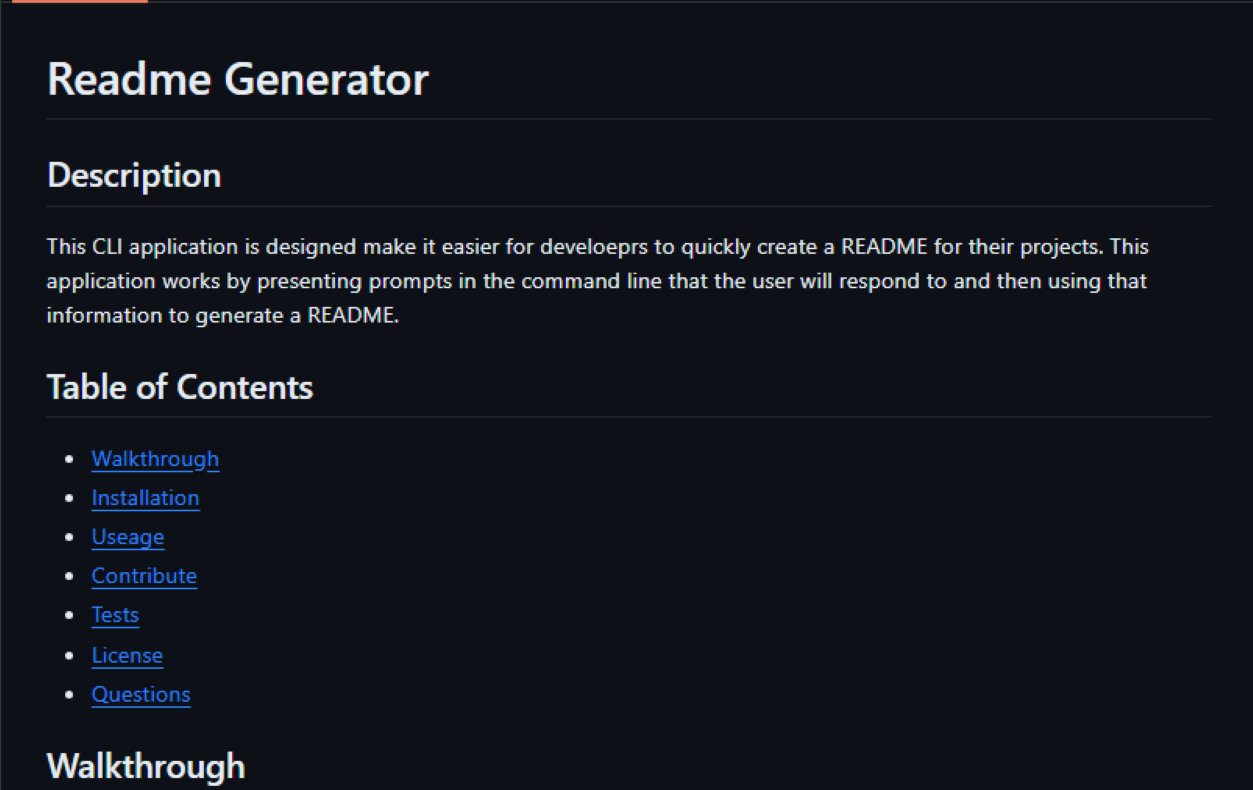 Readme Generator
Description
This CLI application is designed make it easier for develoeprs to quickly create a README for their projects. This
application works by presenting prompts in the command line that the user will respond to and then using that
information to generate a README.
Table of Contents
Walkthrough
Installation
Useage
Contribute
Tests
License
Questions
Walkthrough